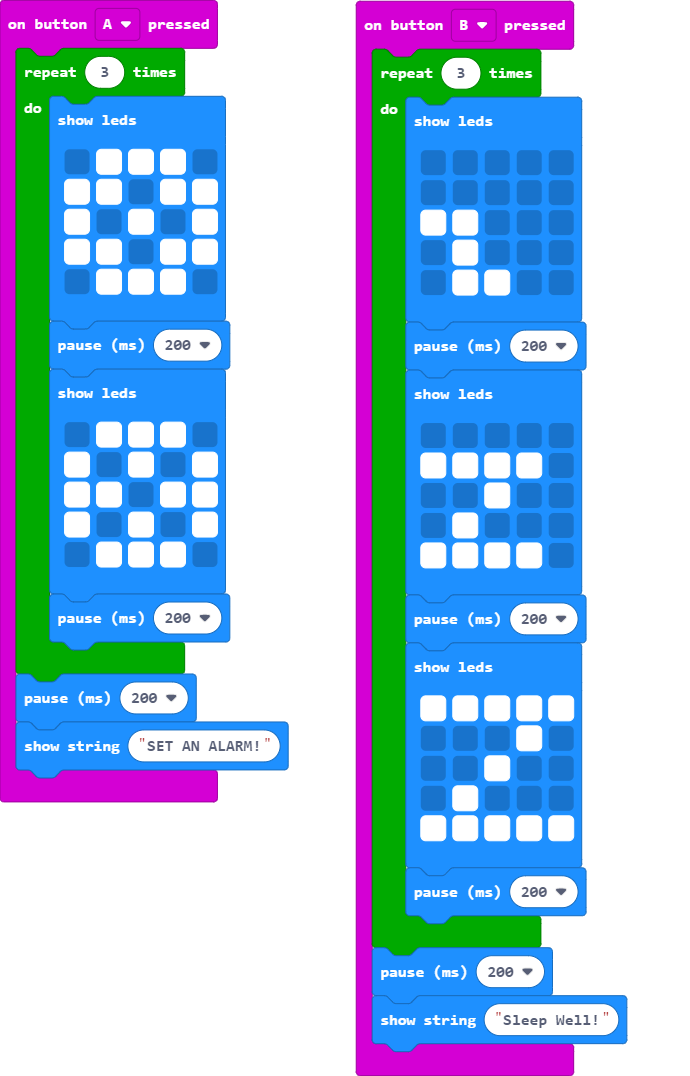 on button A pressed
repeat 3 times
do
show leds
pause (ms) 200
show leds
pause (ms) 200
pause (ms) 200
show string "SET AN ALARM!"
on button B pressed
repeat 3 times
do
show leds
pause (ms) 200
show leds
pause (ms) 200
show leds
pause (ms) 200
pause (ms) 200
show string "Sleep Well!"